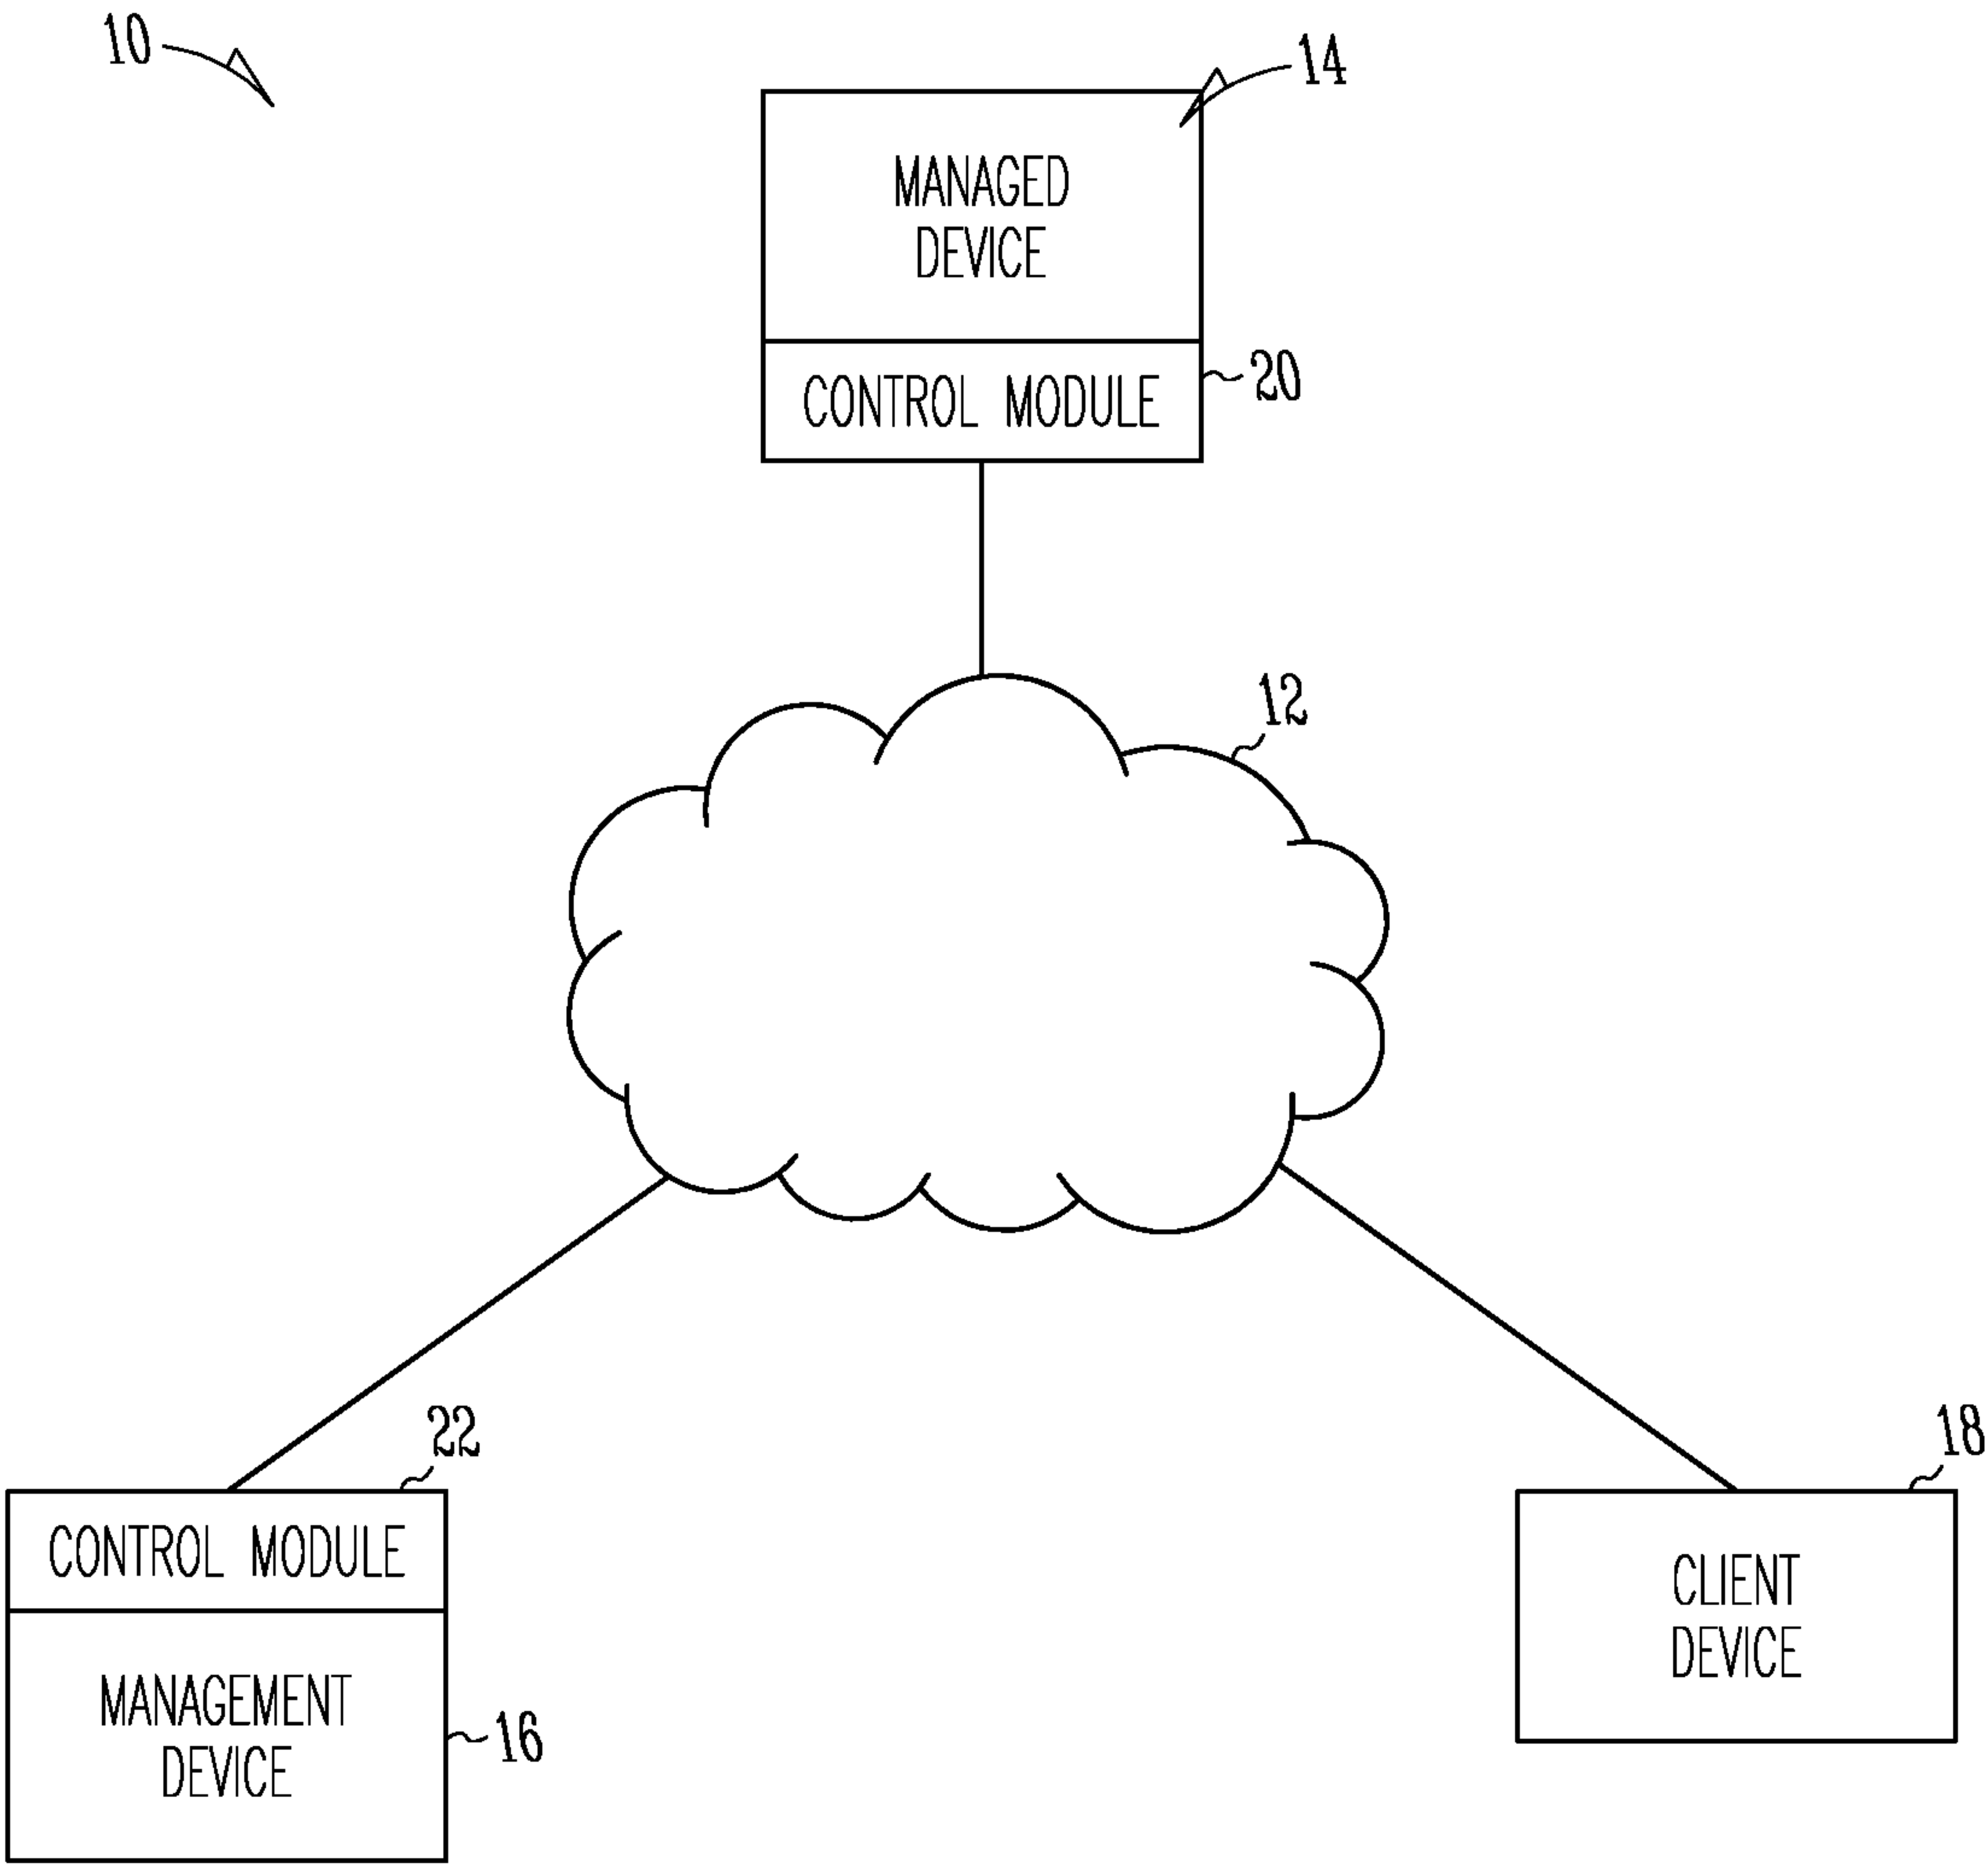 10
14
MANAGED
DEVICE
CONTROL MODULE
20
12
22
CONTROL MODULE
MANAGEMENT
DEVICE
16
18
CLIENT
DEVICE